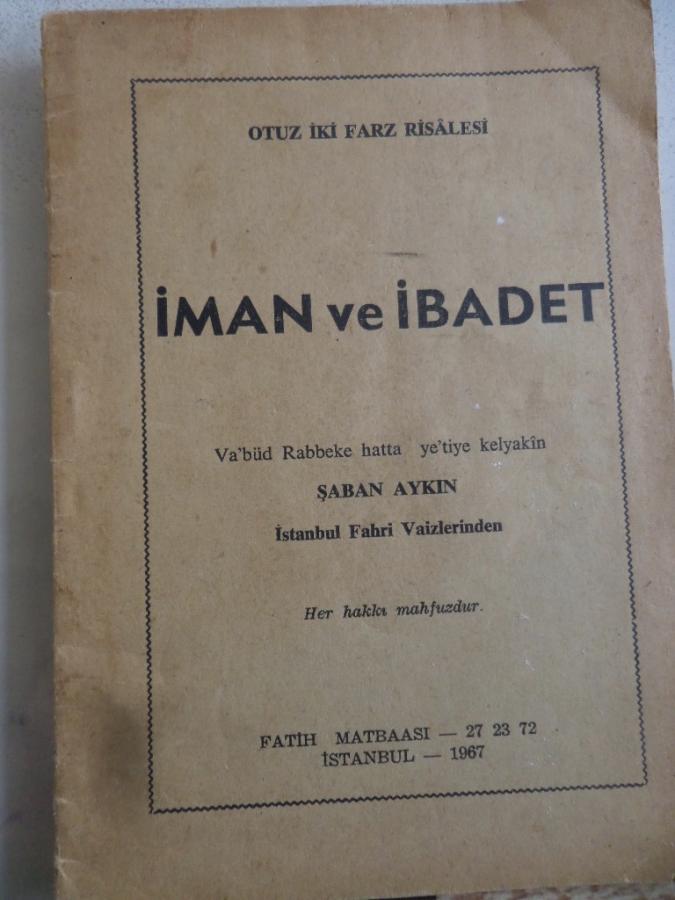 OTUZ İKİ FARZ RİSÂLESİ
İMAN ve İBADET
Va'büd Rabbeke hatta ye'tiye kelyakîn
ŞABAN AYKIN
İstanbul Fahri Vaizlerinden
Her hakkı mahfuzdur.
FATİH MATBAASI — 27 23 72
İSTANBUL — 1967